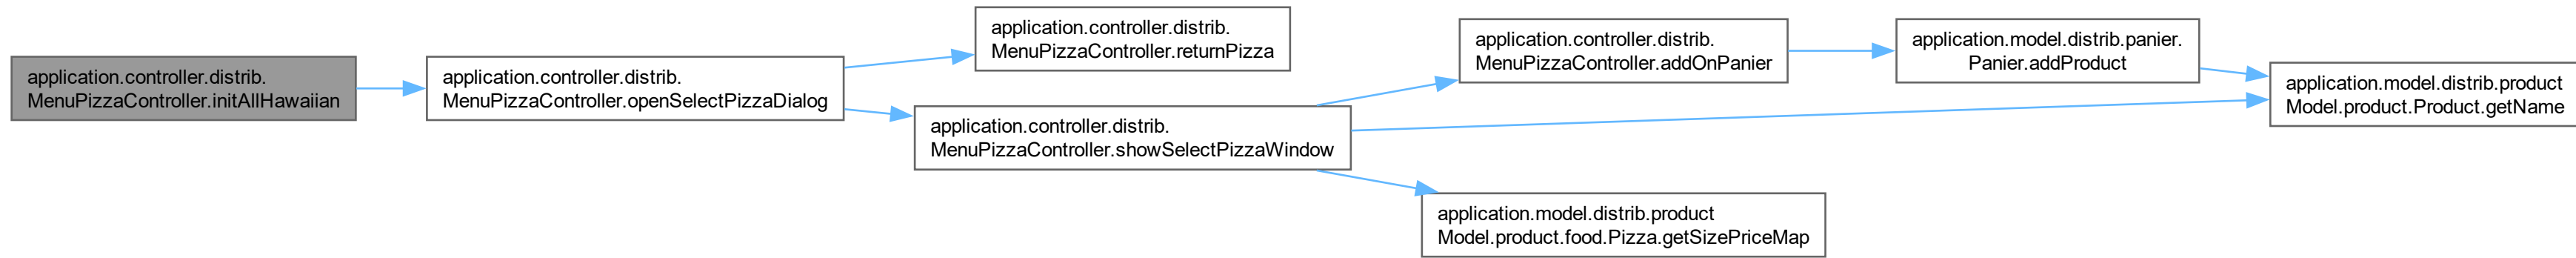 application.controller.distrib.
MenuPizzaController.initAllHawaiian
application.controller.distrib.
MenuPizzaController.openSelectPizzaDialog
application.controller.distrib.
MenuPizzaController.returnPizza
application.controller.distrib.
MenuPizzaController.showSelectPizzaWindow
application.controller.distrib.
MenuPizzaController.addOnPanier
application.model.distrib.product
Model.product.food.Pizza.getSizePriceMap
application.model.distrib.panier.
Panier.addProduct
application.model.distrib.product
Model.product.Product.getName